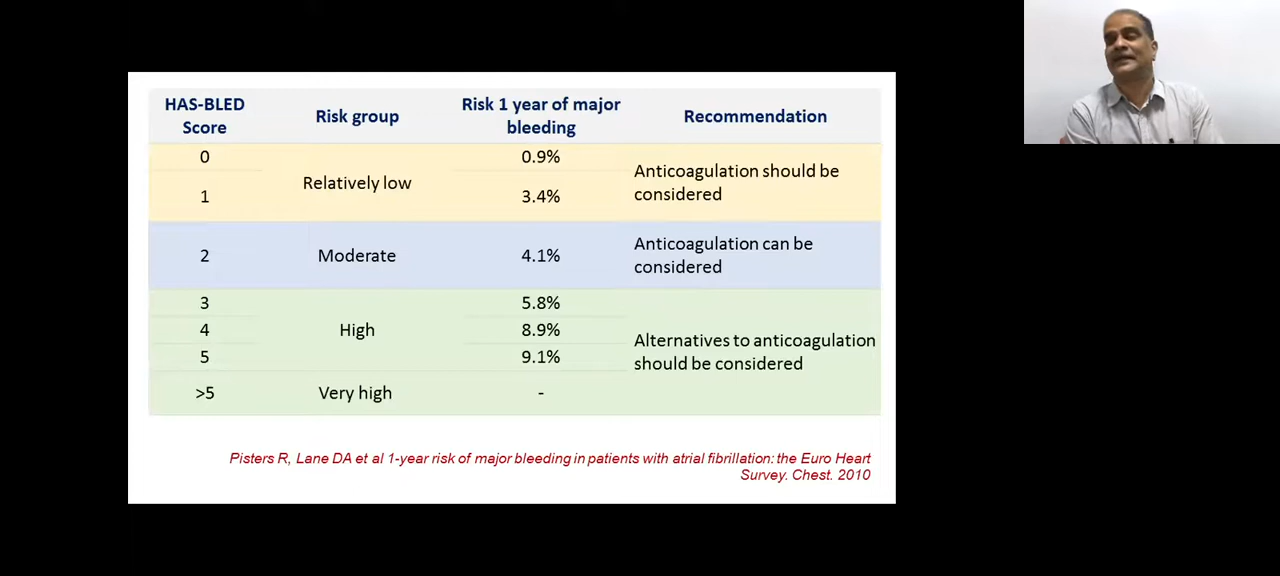 HAS-BLED Score
Risk group
Risk 1 year of major bleeding
Recommendation
0
Relatively low
0.9%
Anticoagulation should be considered
1
3.4%
2
Moderate
4.1%
Anticoagulation can be considered
3
High
5.8%
Alternatives to anticoagulation should be considered
4
8.9%
5
9.1%
>5
Very high
-
Pisters R, Lane DA et al 1-year risk of major bleeding in patients with atrial fibrillation: the Euro Heart
Survey. Chest. 2010